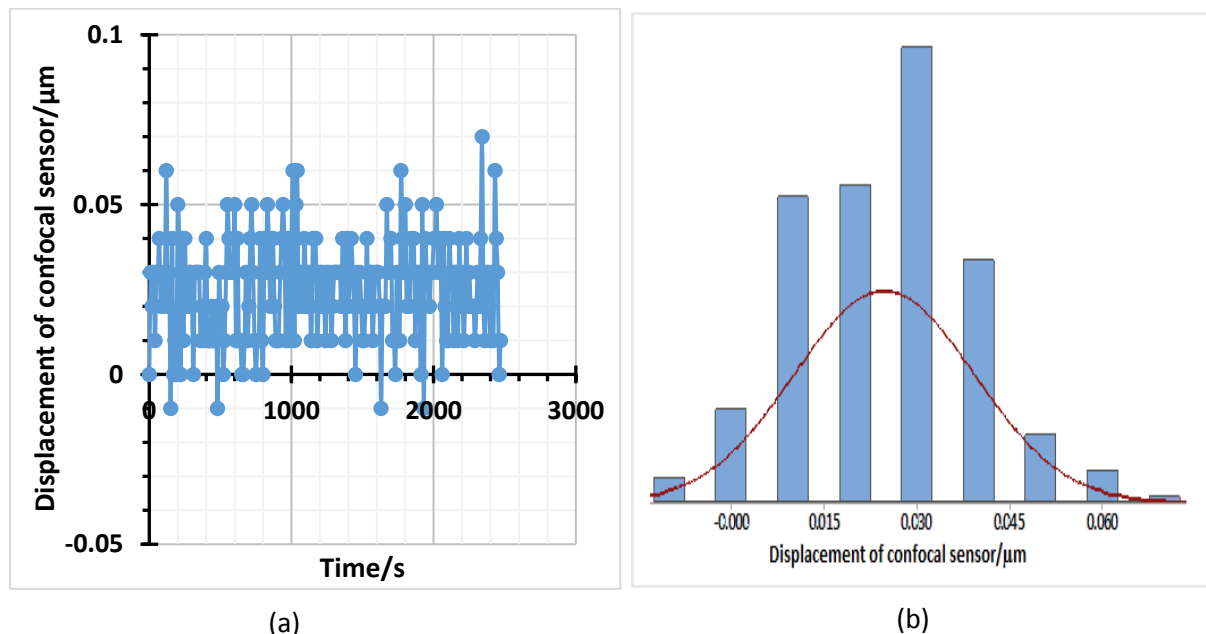 0.1
0.05
0
-0.05
0
1000
2000
3000
Displacement of confocal sensor/μm
Time/s
(a)
-0.000
0.015
0.030
0.045
0.060
Displacement of confocal sensor/μm
(b)